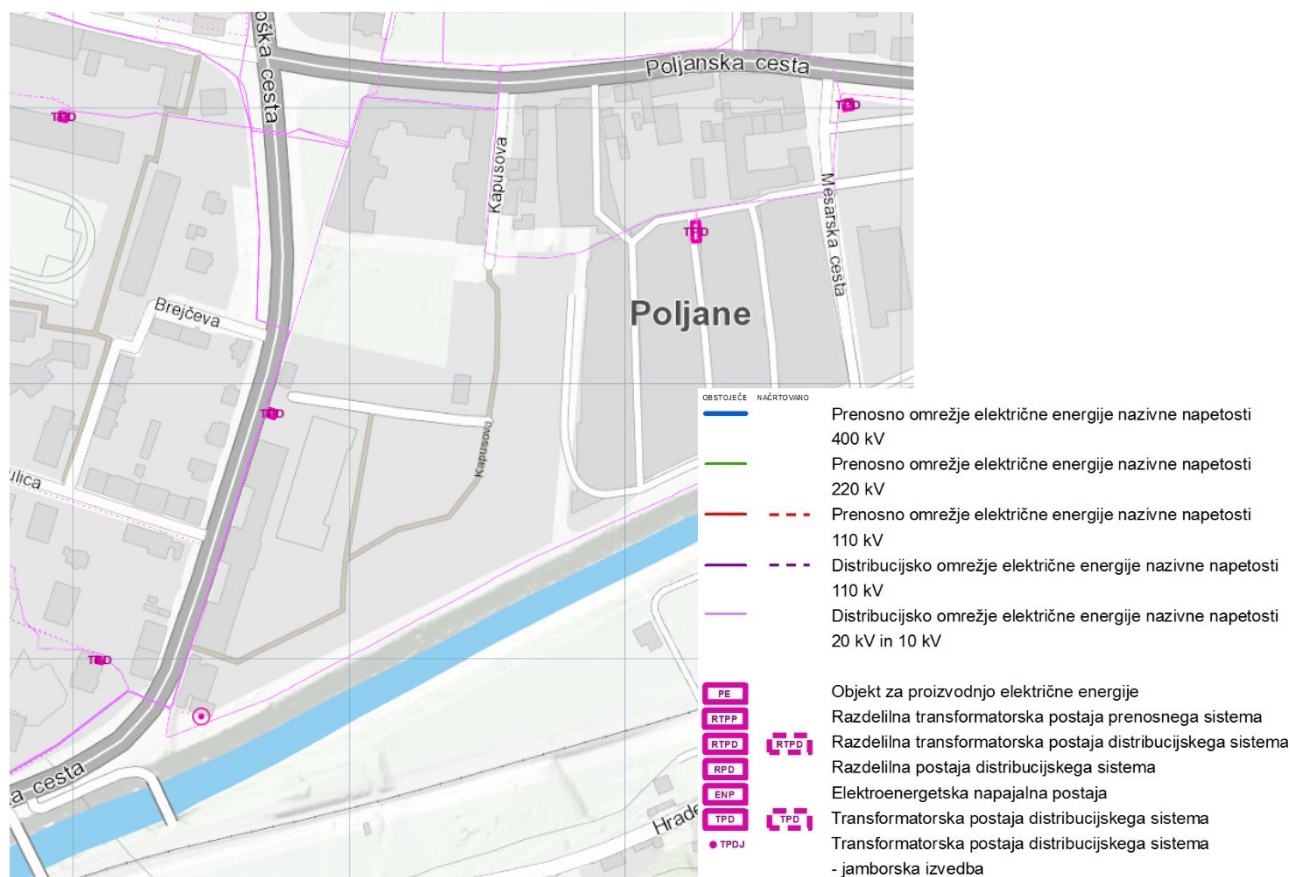 oška cesta
Poljanska cesta
TPD
TPD
Kapusova
Mesarska cesta
TPD
Poljane
Brejčeva
TPD
Kapusova
ulica
TPD
a cesta
Hrade
OBSTOJEČE NAČRTOVANO
Prenosno omrežje električne energije nazivne napetosti
400 kV
Prenosno omrežje električne energije nazivne napetosti
220 kV
Prenosno omrežje električne energije nazivne napetosti
110 kV
Distribucijsko omrežje električne energije nazivne napetosti
110 kV
Distribucijsko omrežje električne energije nazivne napetosti
20 kV in 10 kV
PE Objekt za proizvodnjo električne energije
RTPP Razdelilna transformatorska postaja prenosnega sistema
RTPD RTPD Razdelilna transformatorska postaja distribucijskega sistema
RPD Razdelilna postaja distribucijskega sistema
ENP Elektroenergetska napajalna postaja
TPD TPD Transformatorska postaja distribucijskega sistema
TPDJ Transformatorska postaja distribucijskega sistema
- jamborska izvedba